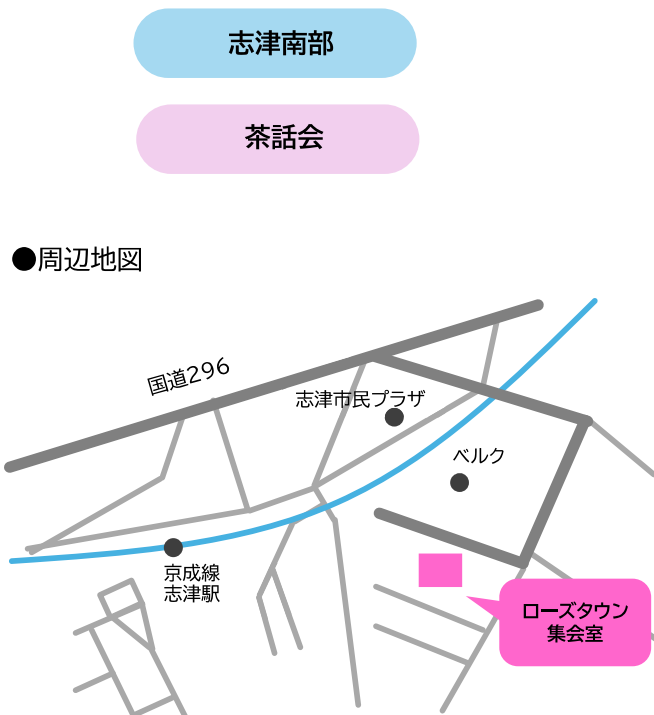 志津南部
茶話会
●周辺地図
国道296
志津市民プラザ
ベルク
京成線
志津駅
ローズタウン
集会室